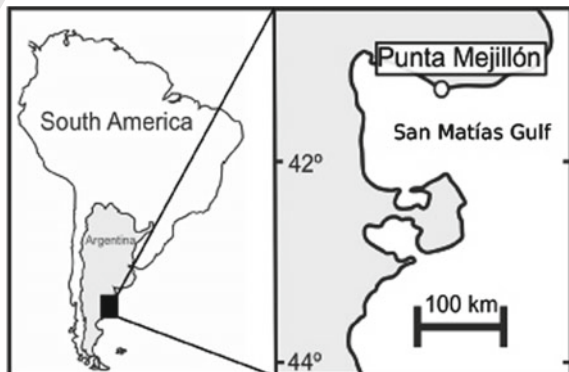 South America
Argentina
Punta Mejillón
San Matías Gulf
42º
100 km
44º